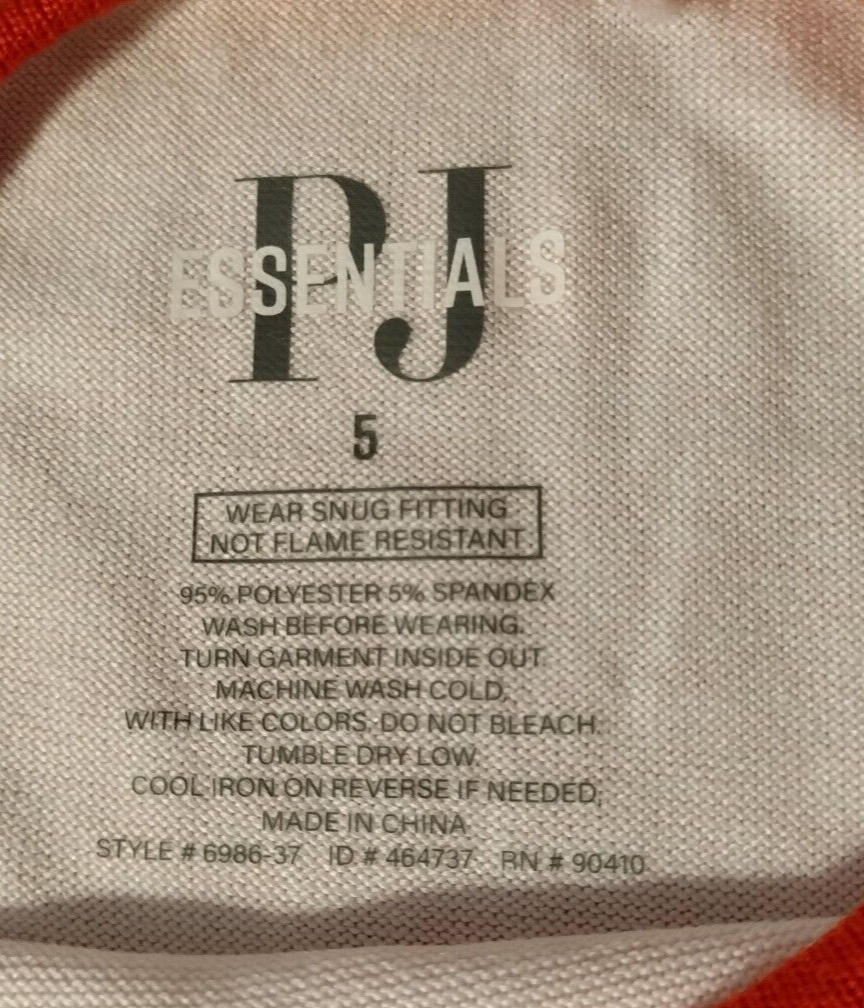 PJ
ESSENTIALS
5
WEAR SNUG FITTING
NOT FLAME RESISTANT
95% POLYESTER 5% SPANDEX
WASH BEFORE WEARING.
TURN GARMENT INSIDE OUT.
MACHINE WASH COLD,
WITH LIKE COLORS. DO NOT BLEACH.
TUMBLE DRY LOW.
COOL IRON ON REVERSE IF NEEDED,
MADE IN CHINA
STYLE # 6986-37 ID # 464737 RN # 90410